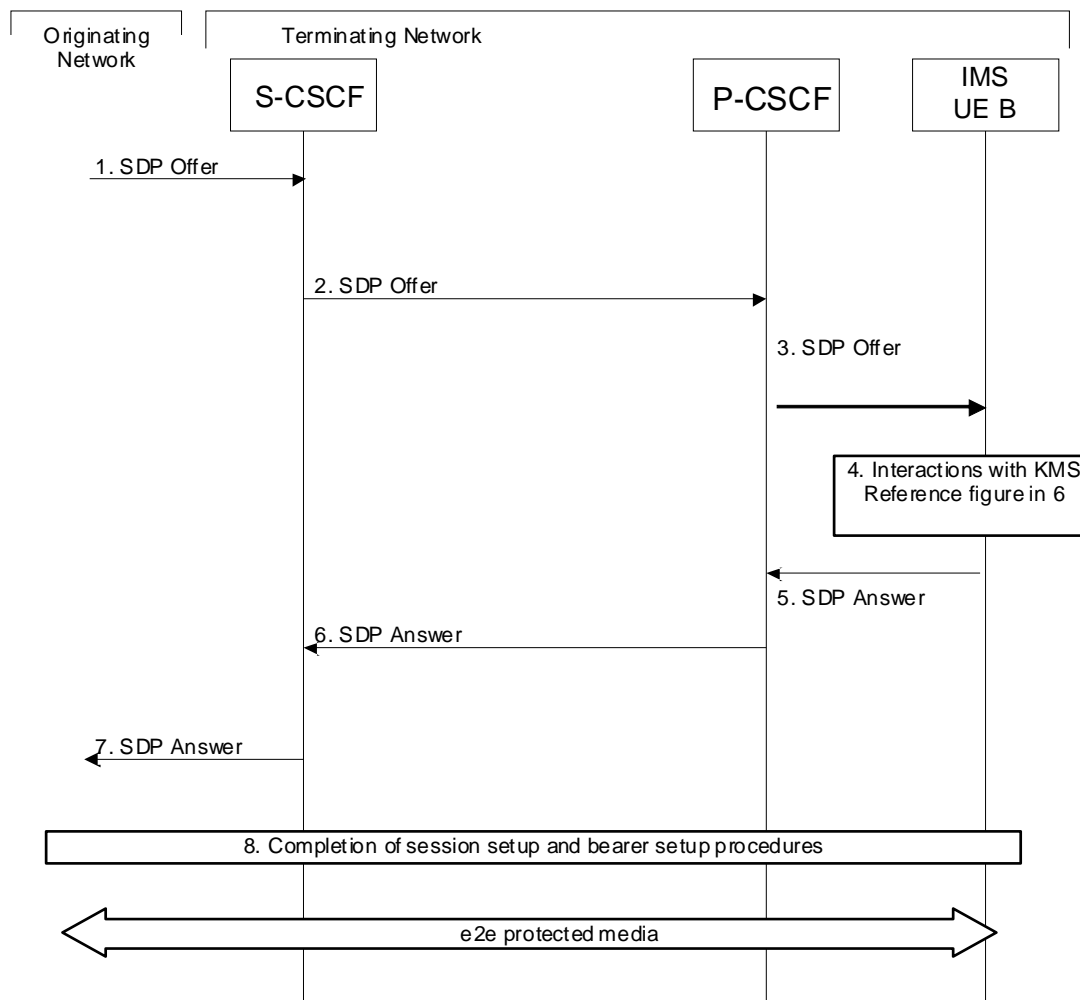 Originating
Network
Terminating Network
S-CSCF
P-CSCF
IMS
UE B
1. SDP Offer
2. SDP Offer
3. SDP Offer
4. Interactions with KMS
Reference figure in 6
5. SDP Answer
6. SDP Answer
7. SDP Answer
8. Completion of session setup and bearer setup procedures
e2e protected media